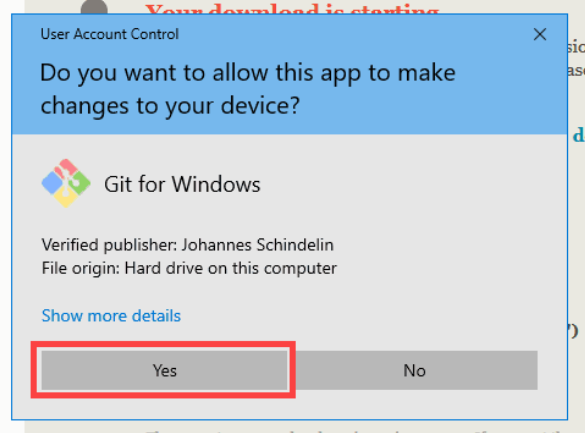 Your download is starting
User Account Control
Do you want to allow this app to make
changes to your device?
Git for Windows
Verified publisher: Johannes Schindelin
File origin: Hard drive on this computer
Show more details
Yes
No